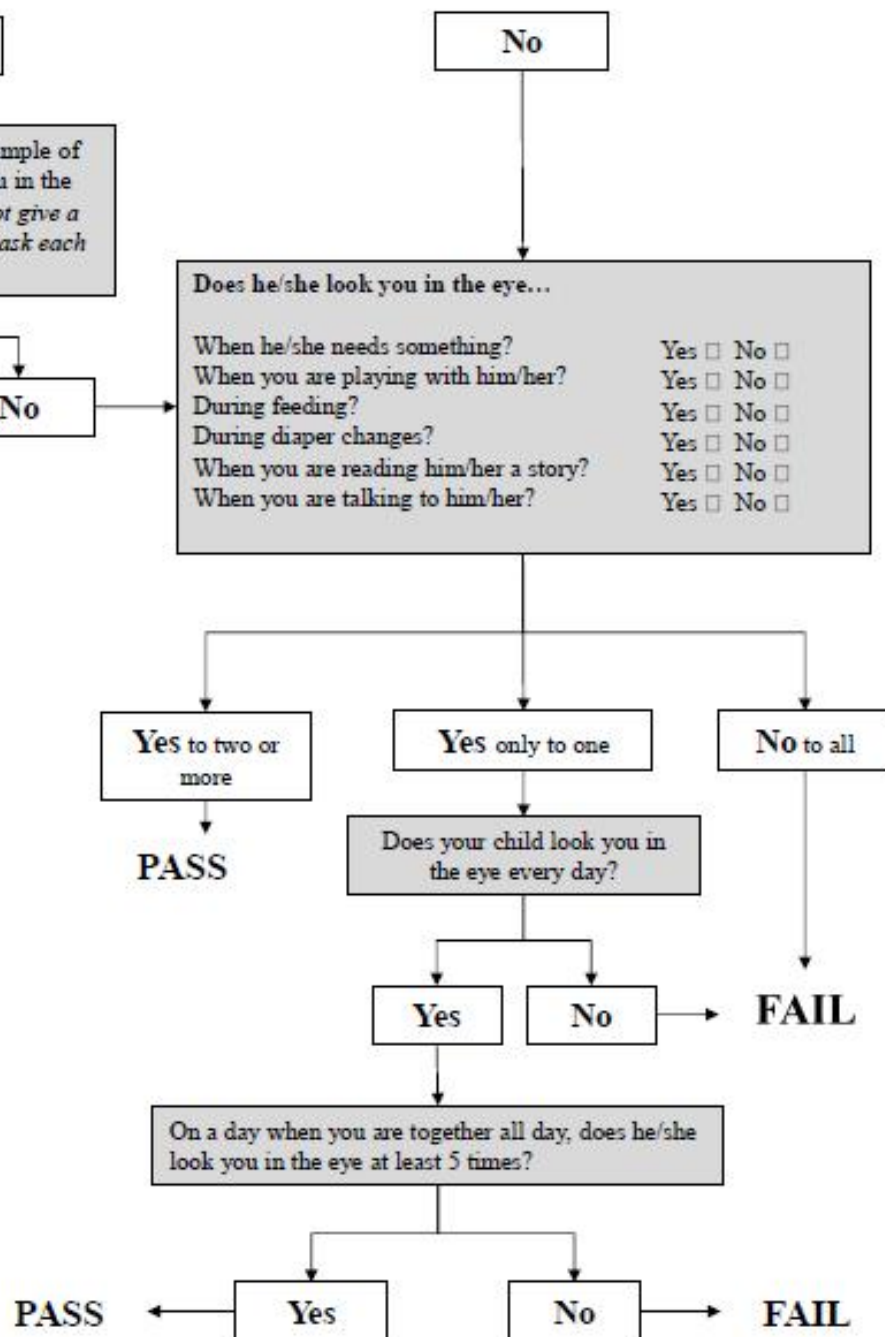 No
mple of
u in the
ot give a
ask each
Does he/she look you in the eye…
When he/she needs something? Yes □ No □
When you are playing with him/her? Yes □ No □
During feeding? Yes □ No □
During diaper changes? Yes □ No □
When you are reading him/her a story? Yes □ No □
When you are talking to him/her? Yes □ No □
No
Yes to two or
more
Yes only to one
No to all
PASS
Does your child look you in
the eye every day?
Yes
No
FAIL
On a day when you are together all day, does he/she
look you in the eye at least 5 times?
PASS
Yes
No
FAIL